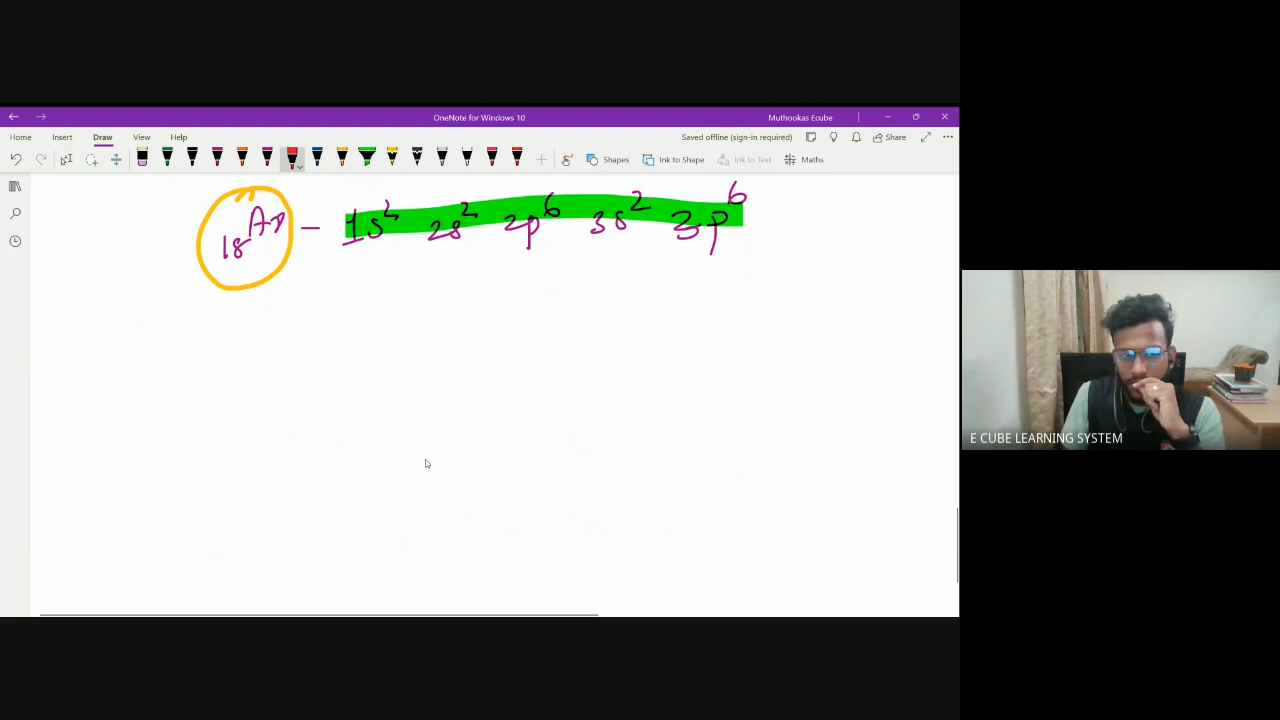 OneNote for Windows 10
Muthookas Ecube
Home Insert Draw View Help
Saved offline (sign-in required)
Share
Shapes
Ink to Shape
Ink to Text
Maths
18Ar – 1s² 2s² 2p⁶ 3s² 3p⁶
E CUBE LEARNING SYSTEM